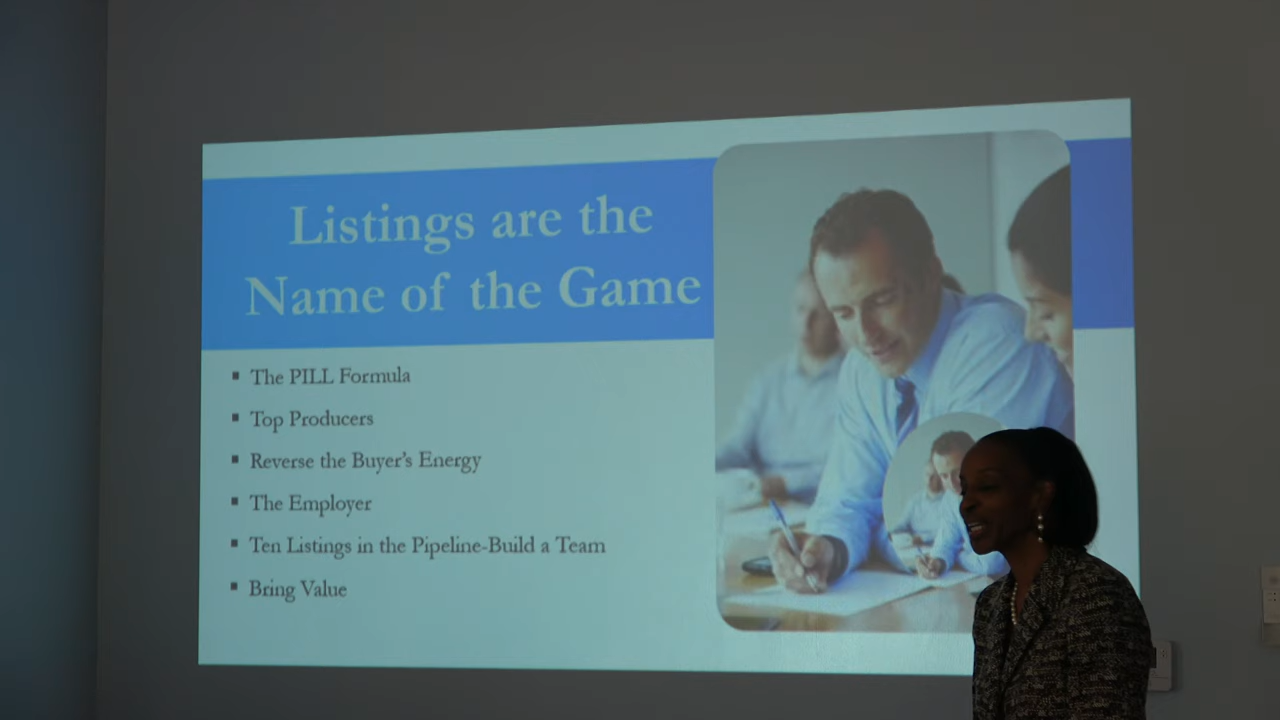 Listings are the
Name of the Game
▪ The PILL Formula
▪ Top Producers
▪ Reverse the Buyer's Energy
▪ The Employer
▪ Ten Listings in the Pipeline-Build a Team
▪ Bring Value